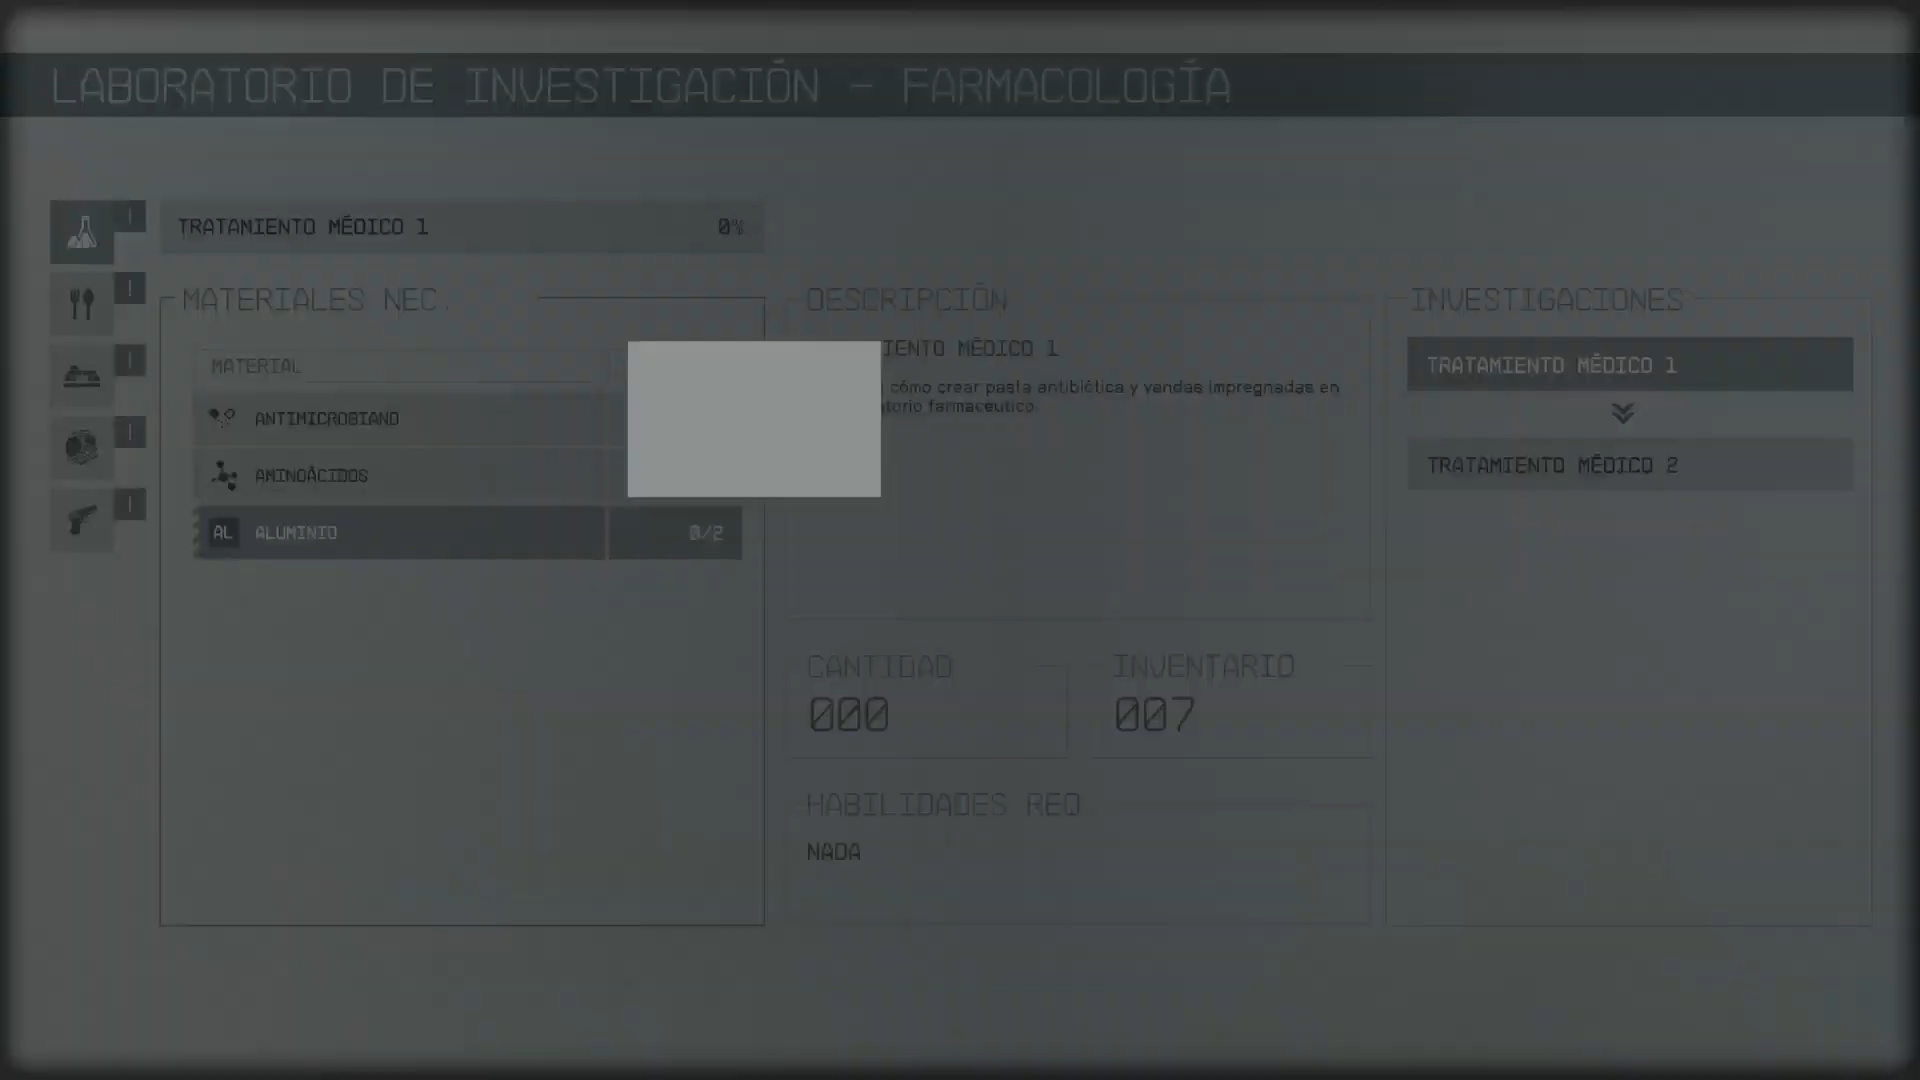 LABORATORIO DE INVESTIGACIÓN - FARMACOLOGÍA
TRATAMIENTO MÉDICO 1 0%
MATERIALES NEC.
MATERIAL
ANTIMICROBIANO
AMINOÁCIDOS
AL ALUMINIO 0/2
DESCRIPCIÓN
MÉDICO 1
cómo crear pasta antibiótica y vendas impregnadas en
farmacéutico.
CANTIDAD
000
INVENTARIO
007
HABILIDADES REQ
NADA
INVESTIGACIONES
TRATAMIENTO MÉDICO 1
TRATAMIENTO MÉDICO 2